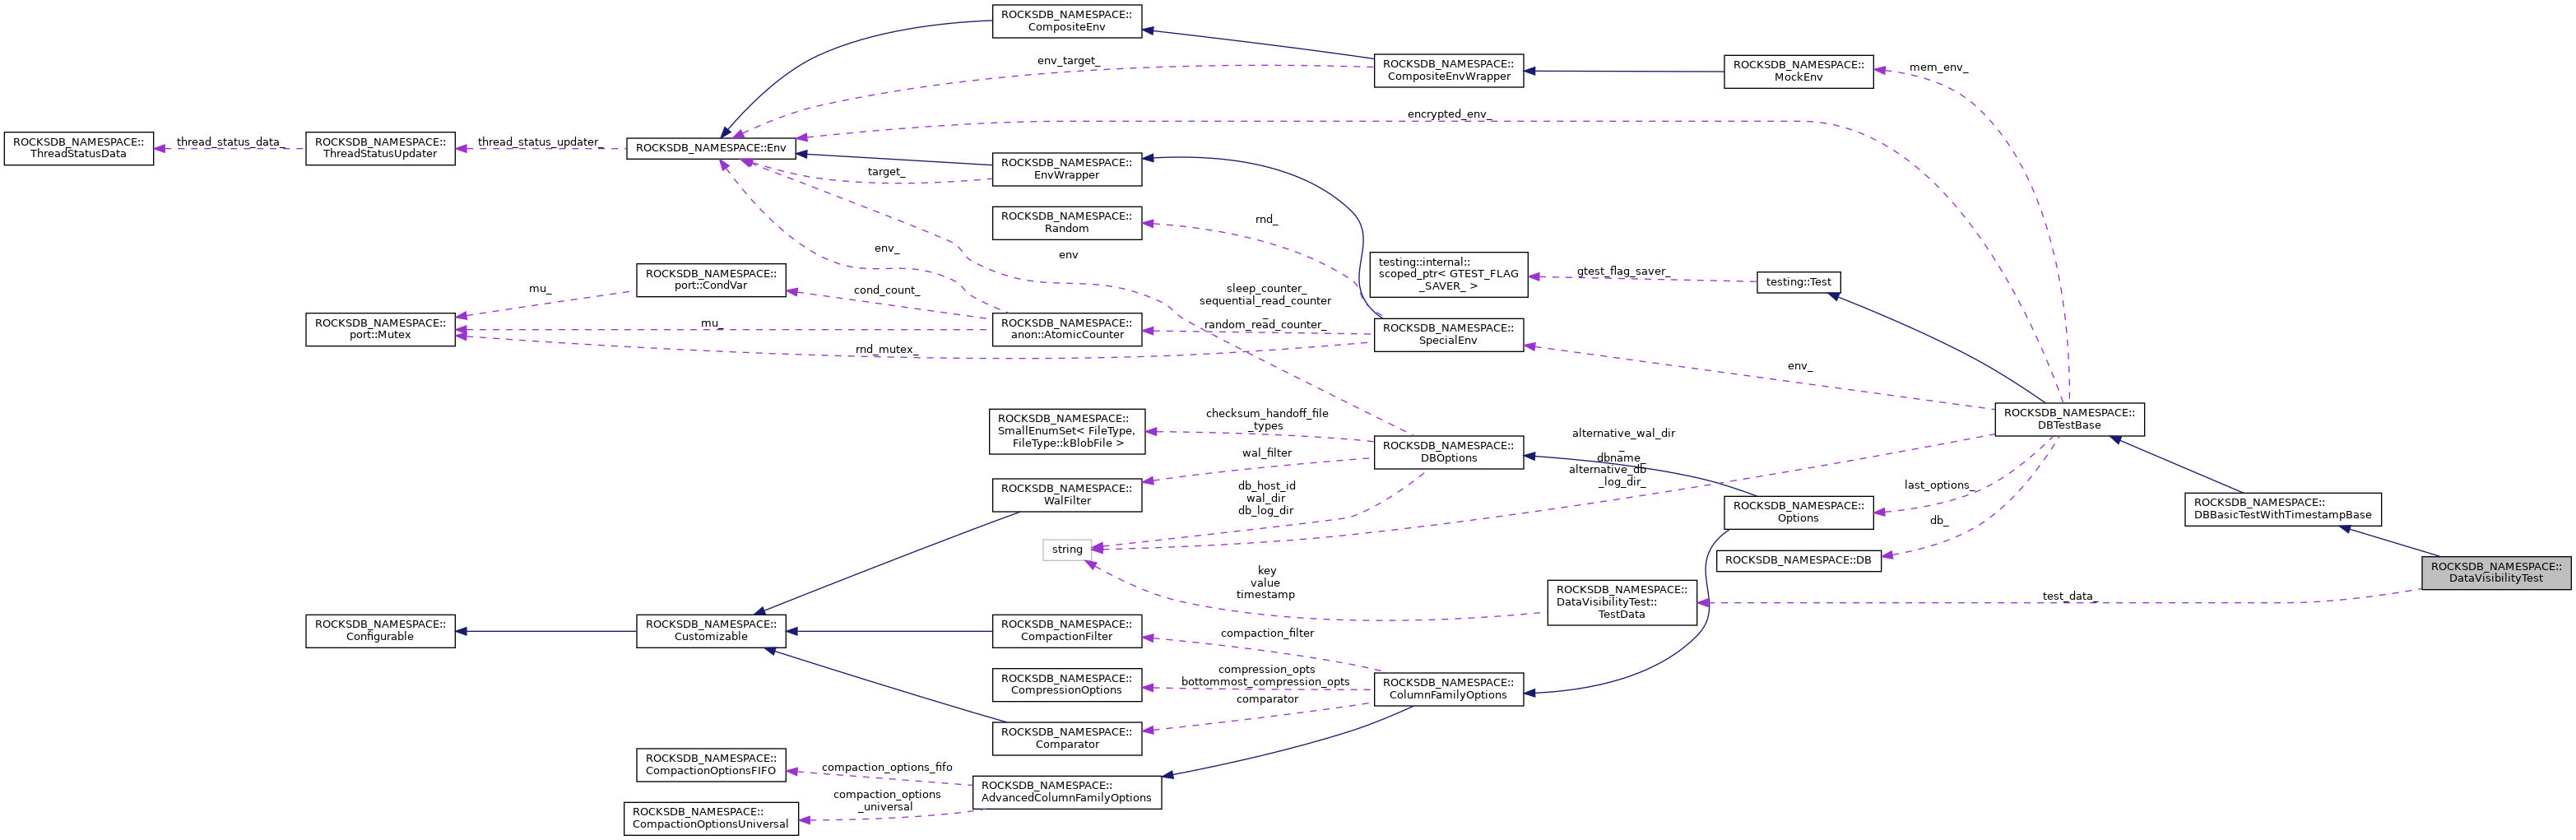 ROCKSDB_NAMESPACE::
CompositeEnv
env_target_
ROCKSDB_NAMESPACE::
CompositeEnvWrapper
ROCKSDB_NAMESPACE::
MockEnv
mem_env_
encrypted_env_
ROCKSDB_NAMESPACE::
ThreadStatusData
thread_status_data_
ROCKSDB_NAMESPACE::
ThreadStatusUpdater
thread_status_updater_
ROCKSDB_NAMESPACE::Env
ROCKSDB_NAMESPACE::
EnvWrapper
target_
ROCKSDB_NAMESPACE::
Random
rnd_
env_
env
testing::internal::
scoped_ptr< GTEST_FLAG
_SAVER_ >
gtest_flag_saver_
testing::Test
ROCKSDB_NAMESPACE::
port::CondVar
mu_
cond_count_
sleep_counter_
sequential_read_counter
_
random_read_counter_
ROCKSDB_NAMESPACE::
port::Mutex
mu_
ROCKSDB_NAMESPACE::
anon::AtomicCounter
ROCKSDB_NAMESPACE::
SpecialEnv
rnd_mutex_
env_
ROCKSDB_NAMESPACE::
DBTestBase
ROCKSDB_NAMESPACE::
SmallEnumSet< FileType,
FileType::kBlobFile >
checksum_handoff_file
_types
ROCKSDB_NAMESPACE::
DBOptions
alternative_wal_dir
_
dbname_
alternative_db
_log_dir_
wal_filter
ROCKSDB_NAMESPACE::
WalFilter
db_host_id
wal_dir
db_log_dir
last_options_
ROCKSDB_NAMESPACE::
Options
db_
ROCKSDB_NAMESPACE::
DBBasicTestWithTimestampBase
string
ROCKSDB_NAMESPACE::DB
ROCKSDB_NAMESPACE::
DataVisibilityTest
key
value
timestamp
ROCKSDB_NAMESPACE::
DataVisibilityTest::
TestData
test_data_
ROCKSDB_NAMESPACE::
Configurable
ROCKSDB_NAMESPACE::
Customizable
ROCKSDB_NAMESPACE::
CompactionFilter
compaction_filter
ROCKSDB_NAMESPACE::
CompressionOptions
compression_opts
bottommost_compression_opts
ROCKSDB_NAMESPACE::
ColumnFamilyOptions
comparator
ROCKSDB_NAMESPACE::
Comparator
ROCKSDB_NAMESPACE::
CompactionOptionsFIFO
compaction_options_fifo
ROCKSDB_NAMESPACE::
AdvancedColumnFamilyOptions
compaction_options
_universal
ROCKSDB_NAMESPACE::
CompactionOptionsUniversal